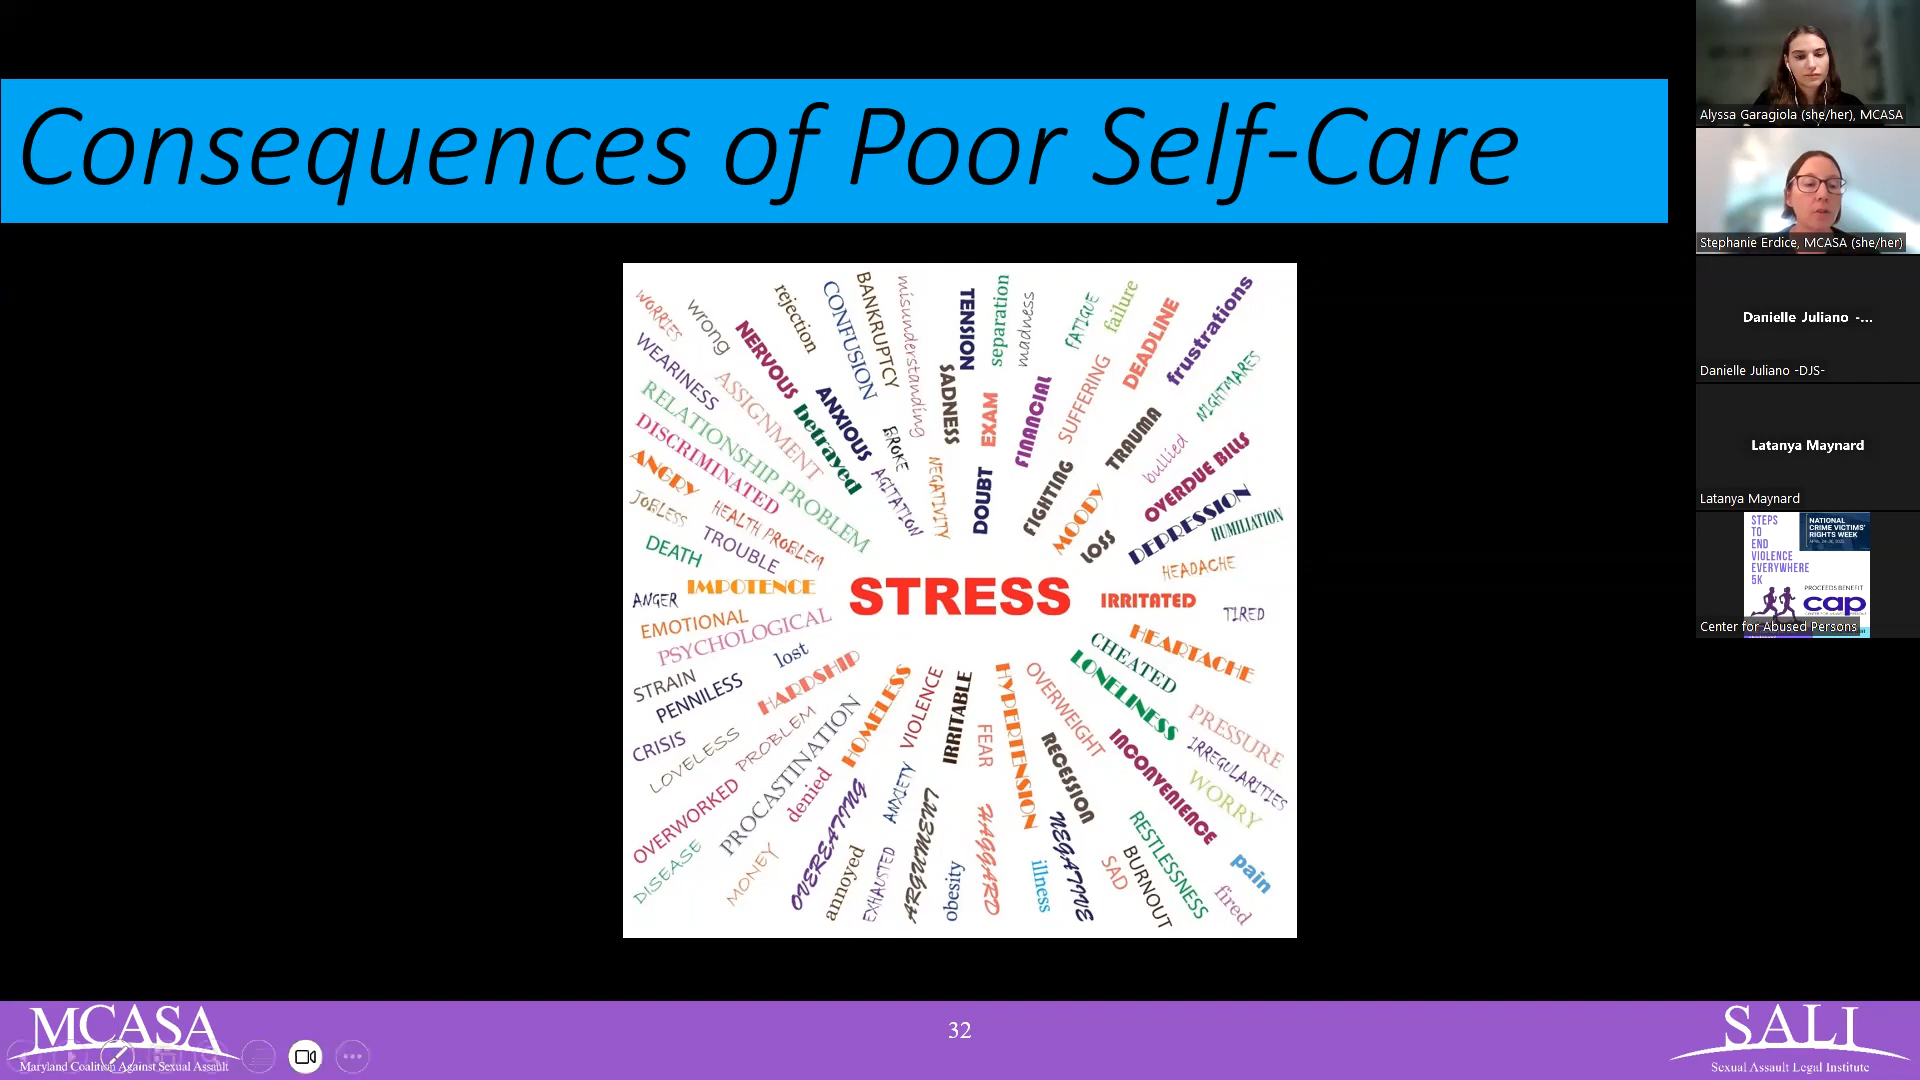 Consequences of Poor Self-Care
WORRIES
wrong
NERVOUS
rejection
CONFUSION
BANKRUPTCY
misunderstanding
SADNESS
TENSION
separation
madness
EXAM
FINANCIAL
FATIGUE
failure
SUFFERING
DEADLINE
frustrations
NIGHTMARES
WEARINESS
ASSIGNMENT
ANXIOUS
betrayed
BROKE
AGITATION
NEGATIVITY
DOUBT
FIGHTING
MOODY
TRAUMA
bullied
OVERDUE BILLS
RELATIONSHIP PROBLEM
DISCRIMINATED
ANGRY
JOBLESS
HEALTH PROBLEM
TROUBLE
DEATH
LOSS
DEPRESSION
HUMILIATION
HEADACHE
IMPOTENCE
ANGER
STRESS
IRRITATED
TIRED
EMOTIONAL
PSYCHOLOGICAL
lost
HEARTACHE
CHEATED
LONELINESS
STRAIN
PENNILESS
HARDSHIP
HOMELESS
VIOLENCE
IRRITABLE
FEAR
HYPERTENSION
OVERWEIGHT
RECESSION
INCONVENIENCE
PRESSURE
IRREGULARITIES
WORRY
CRISIS
LOVELESS
PROBLEM
PROCASTINATION
denied
OVERWORKED
DISEASE
MONEY
OVEREATING
annoyed
ANXIETY
EXHAUSTED
ARGUMENT
obesity
HAGGARD
illness
NEGATIVE
SAD
BURNOUT
RESTLESSNESS
pain
fired
MCASA
Maryland Coalition Against Sexual Assault
32
SALI
Sexual Assault Legal Institute
Alyssa Garagiola (she/her), MCASA
Stephanie Erdice, MCASA (she/her)
Danielle Juliano -...
Danielle Juliano -DJS-
Latanya Maynard
Latanya Maynard
STEPS
TO
END
VIOLENCE
EVERYWHERE
5K
NATIONAL
CRIME VICTIMS'
RIGHTS WEEK
PROCEEDS BENEFIT
cap
Center for Abused Persons